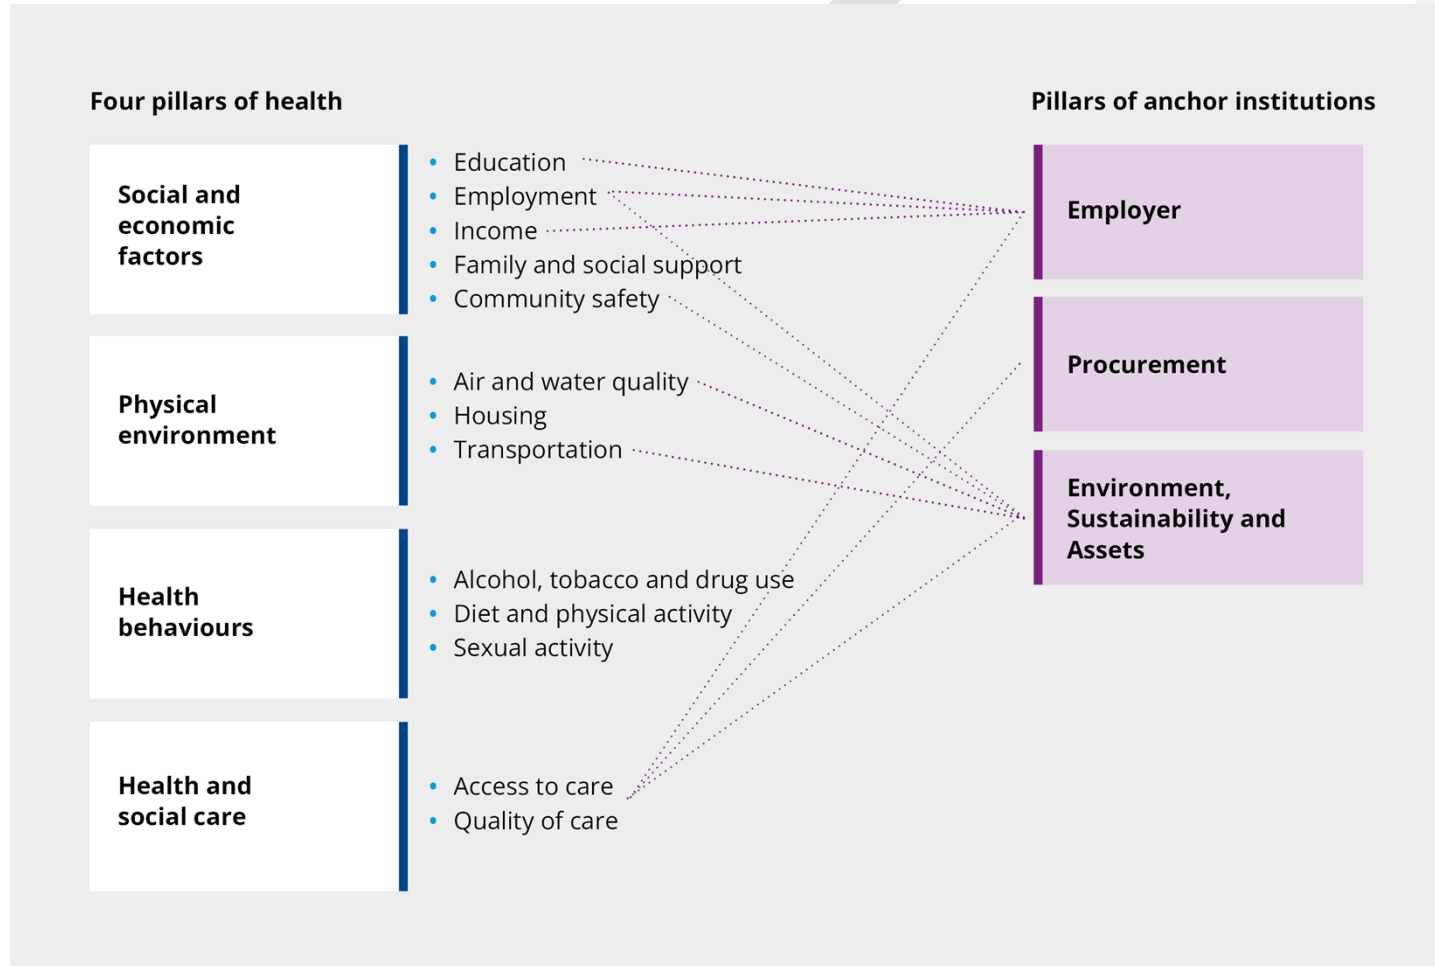 Four pillars of health
Pillars of anchor institutions
Social and
economic
factors
• Education
• Employment
• Income
• Family and social support
• Community safety
Physical
environment
• Air and water quality
• Housing
• Transportation
Health
behaviours
• Alcohol, tobacco and drug use
• Diet and physical activity
• Sexual activity
Health and
social care
• Access to care
• Quality of care
Employer
Procurement
Environment,
Sustainability and
Assets